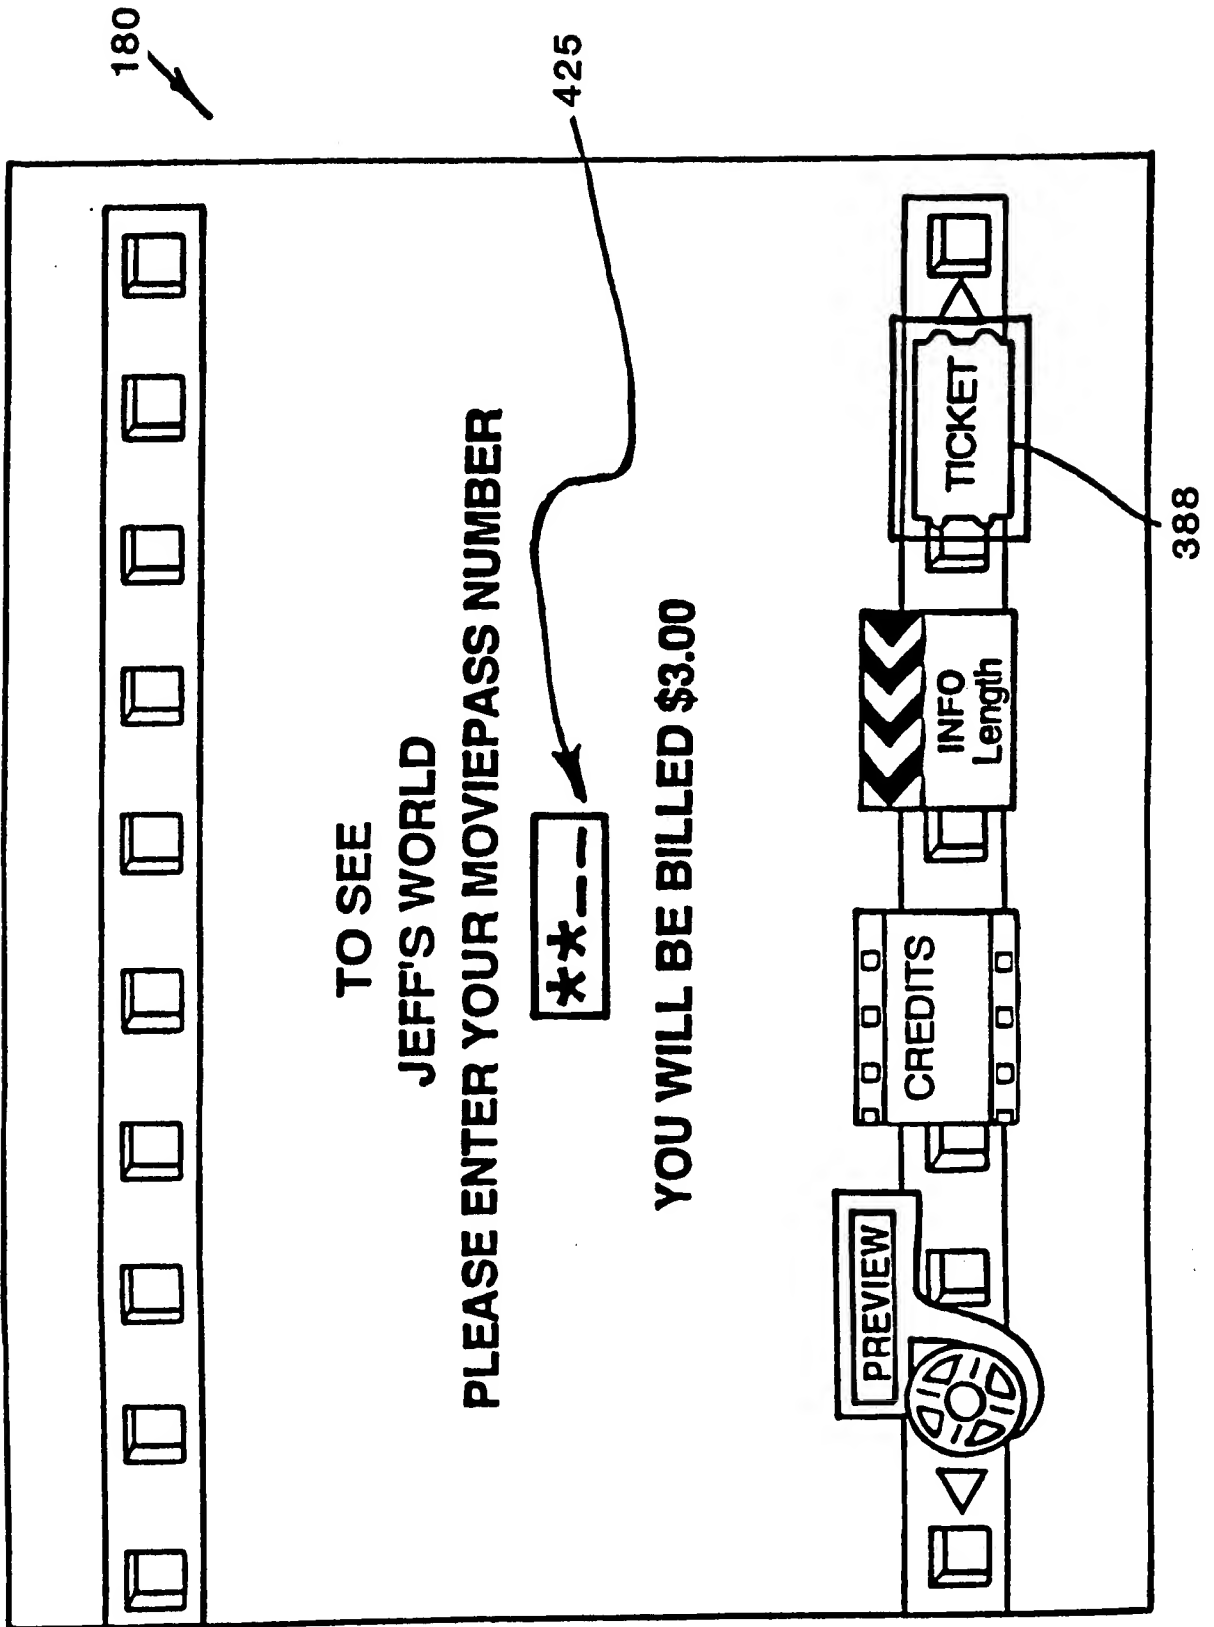 180
425
TO SEE
JEFF'S WORLD
PLEASE ENTER YOUR MOVIEPASS NUMBER
**__
YOU WILL BE BILLED $3.00
PREVIEW
CREDITS
INFO
Length
TICKET
388